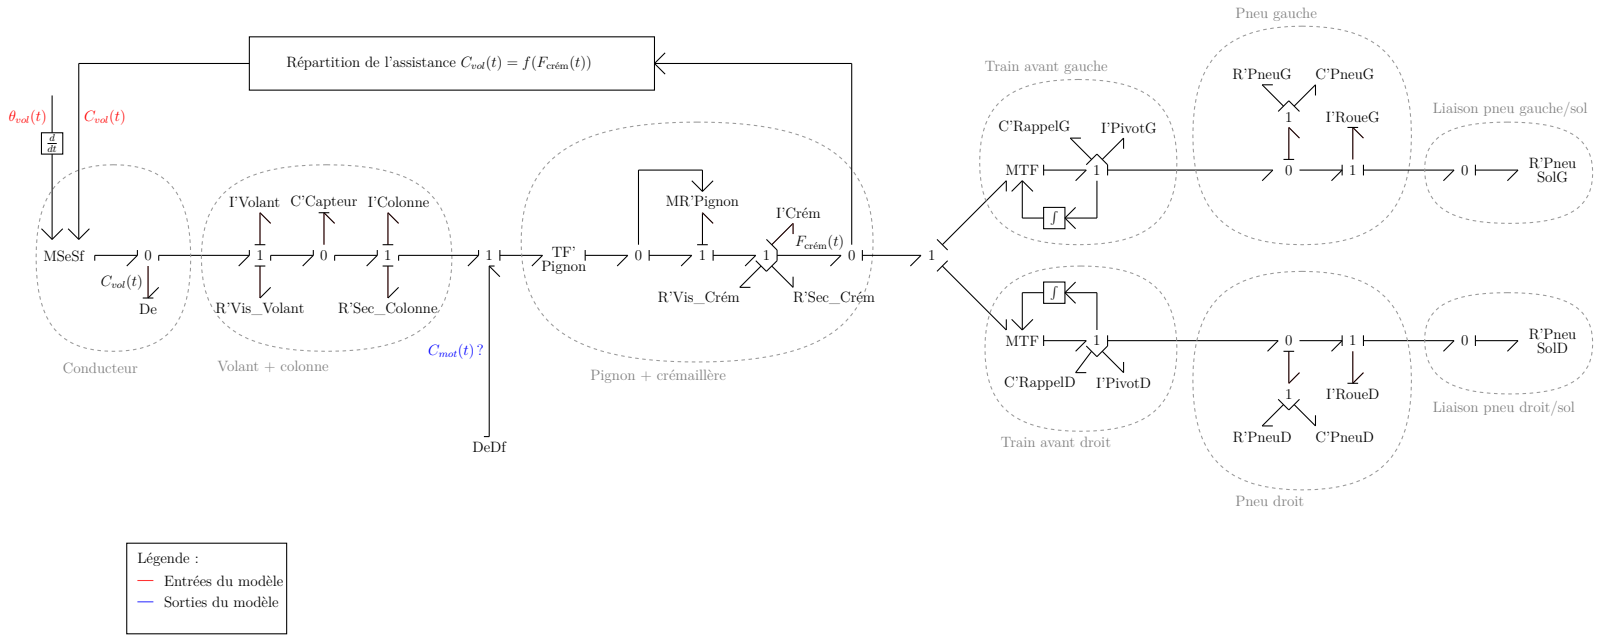 Pneu gauche
Répartition de l'assistance C_vol(t) = f(F_crém(t))
Train avant gauche
R'PneuG
C'PneuG
θ_vol(t)
C_vol(t)
d
dt
1
I'RoueG
Liaison pneu gauche/sol
C'RappelG
I'PivotG
MTF
1
0
1
0
R'Pneu
SolG
∫
I'Volant
C'Capteur
I'Colonne
MR'Pignon
I'Crém
F_crém(t)
MSeSf
0
1
0
1
1
TF'
Pignon
0
1
1
0
1
C_vol(t)
De
R'Vis_Volant
R'Sec_Colonne
R'Vis_Crém
R'Sec_Crém
∫
C_mot(t) ?
MTF
1
0
1
0
R'Pneu
SolD
Conducteur
Volant + colonne
Pignon + crémaillère
C'RappelD
I'PivotD
1
I'RoueD
Liaison pneu droit/sol
Train avant droit
R'PneuD
C'PneuD
DeDf
Pneu droit
Légende :
Entrées du modèle
Sorties du modèle